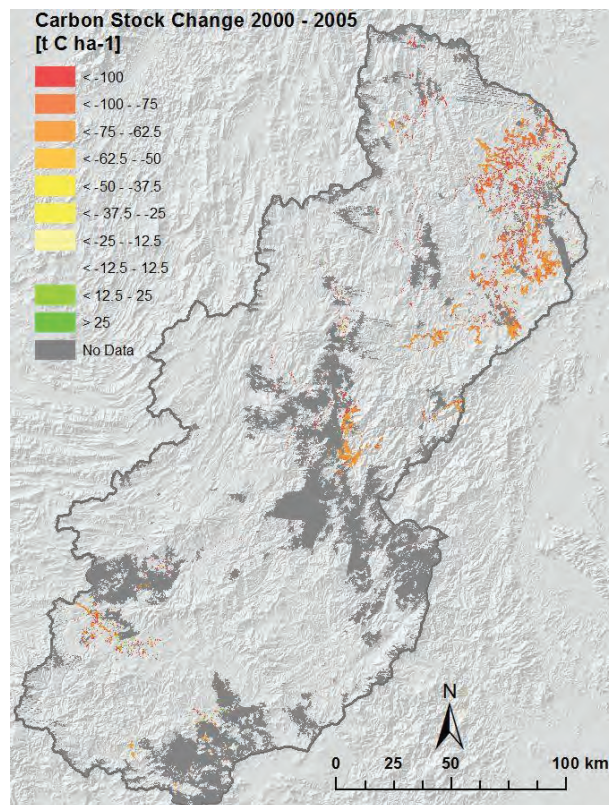 Carbon Stock Change 2000 - 2005
[t C ha-1]
< -100
< -100 - -75
< -75 - -62.5
< -62.5 - -50
< -50 - -37.5
< - 37.5 - -25
< -25 - -12.5
< -12.5 - 12.5
< 12.5 - 25
> 25
No Data
N
0 25 50 100 km